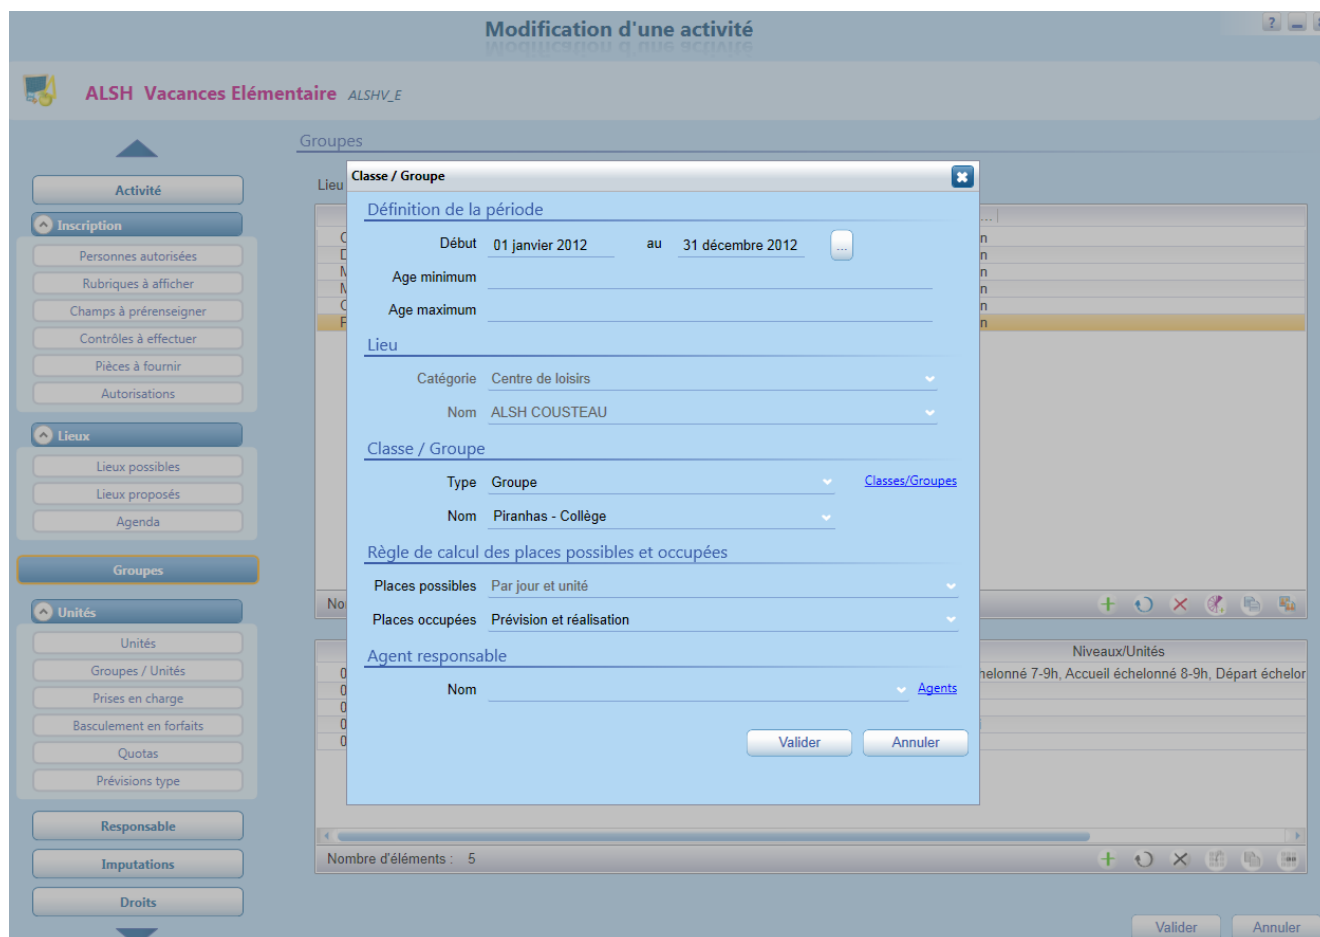 Modification d'une activité
?
ALSH Vacances Elémentaire ALSHV_E
Groupes
Activité
Inscription
Personnes autorisées
Rubriques à afficher
Champs à prérenseigner
Contrôles à effectuer
Pièces à fournir
Autorisations
Lieux
Lieux possibles
Lieux proposés
Agenda
Groupes
Unités
Unités
Groupes / Unités
Prises en charge
Basculement en forfaits
Quotas
Prévisions type
Responsable
Imputations
Droits
Lieu
Classe / Groupe
Définition de la période
Début 01 janvier 2012 au 31 décembre 2012 ...
Age minimum
Age maximum
Lieu
Catégorie Centre de loisirs
Nom ALSH COUSTEAU
Classe / Groupe
Type Groupe Classes/Groupes
Nom Piranhas - Collège
Règle de calcul des places possibles et occupées
Places possibles Par jour et unité
Places occupées Prévision et réalisation
Agent responsable
Nom Agents
Valider Annuler
No
Niveaux/Unités
helonné 7-9h, Accueil échelonné 8-9h, Départ échelor
Nombre d'éléments : 5
Valider Annuler